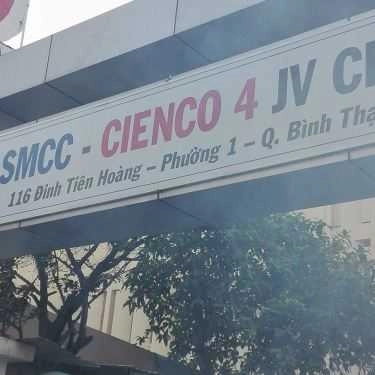 SMCC - CIENCO 4 JV
116 Đinh Tiên Hoàng – Phường 1 – Q. Bình